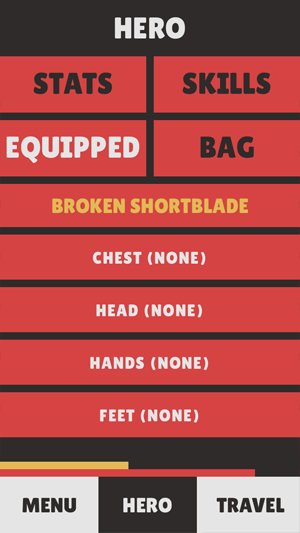 HERO
STATS SKILLS
EQUIPPED BAG
BROKEN SHORTBLADE
CHEST (NONE)
HEAD (NONE)
HANDS (NONE)
FEET (NONE)
MENU HERO TRAVEL